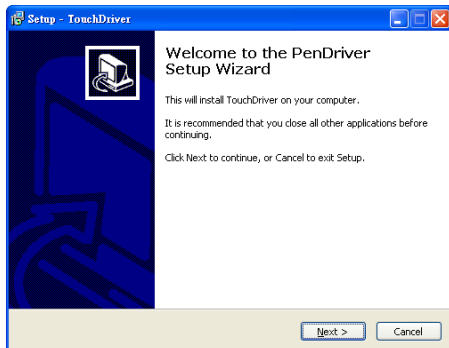 Setup - TouchDriver
Welcome to the PenDriver
Setup Wizard
This will install TouchDriver on your computer.
It is recommended that you close all other applications before
continuing.
Click Next to continue, or Cancel to exit Setup.
Next >
Cancel